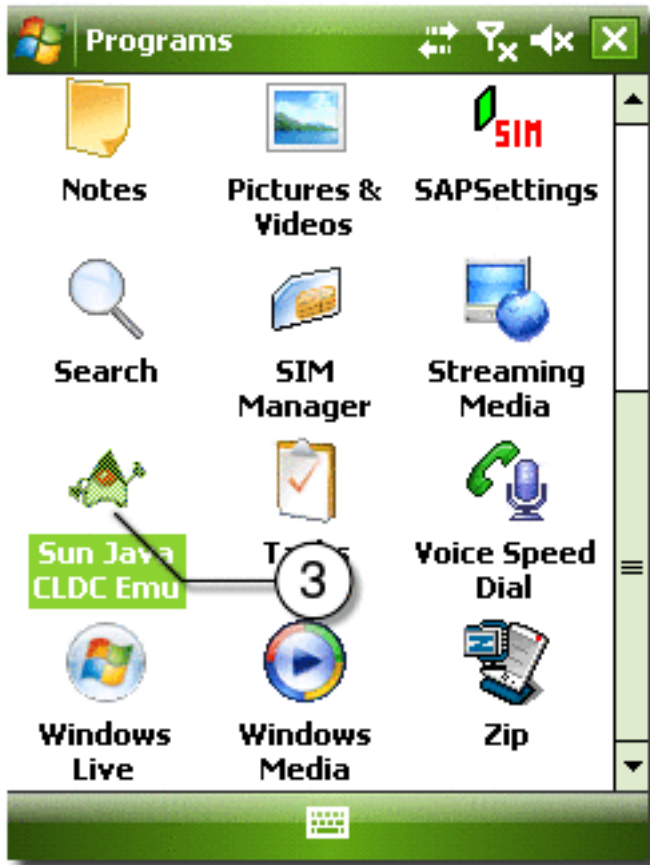 Programs
SIM
Notes
Pictures &
Videos
SAPSettings
Search
SIM
Manager
Streaming
Media
Sun Java
CLDC Emu
3
Voice Speed
Dial
Windows
Live
Windows
Media
Zip